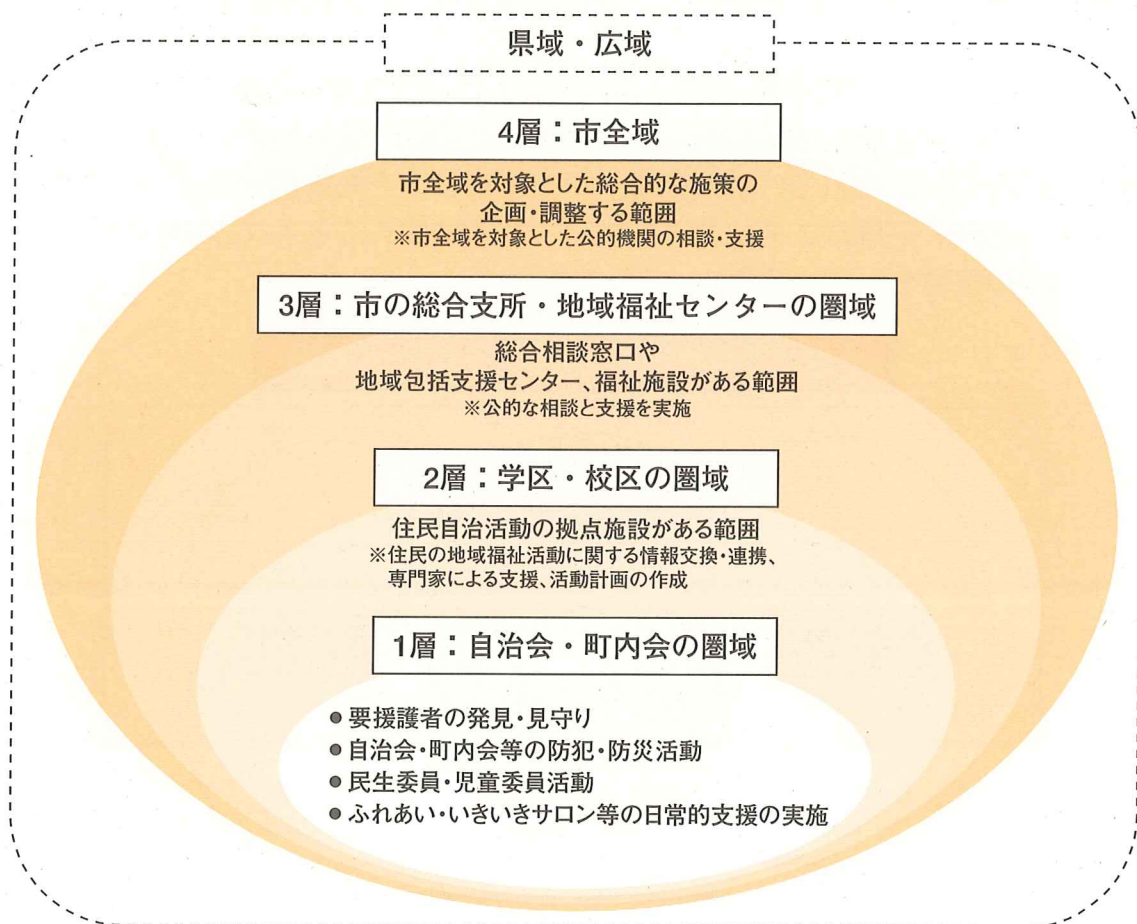 県域・広域
4層：市全域
市全域を対象とした総合的な施策の
企画・調整する範囲
※市全域を対象とした公的機関の相談・支援
3層：市の総合支所・地域福祉センターの圏域
総合相談窓口や
地域包括支援センター、福祉施設がある範囲
※公的な相談と支援を実施
2層：学区・校区の圏域
住民自治活動の拠点施設がある範囲
※住民の地域福祉活動に関する情報交換・連携、
専門家による支援、活動計画の作成
1層：自治会・町内会の圏域
●要援護者の発見・見守り
●自治会・町内会等の防犯・防災活動
●民生委員・児童委員活動
●ふれあい・いきいきサロン等の日常的支援の実施